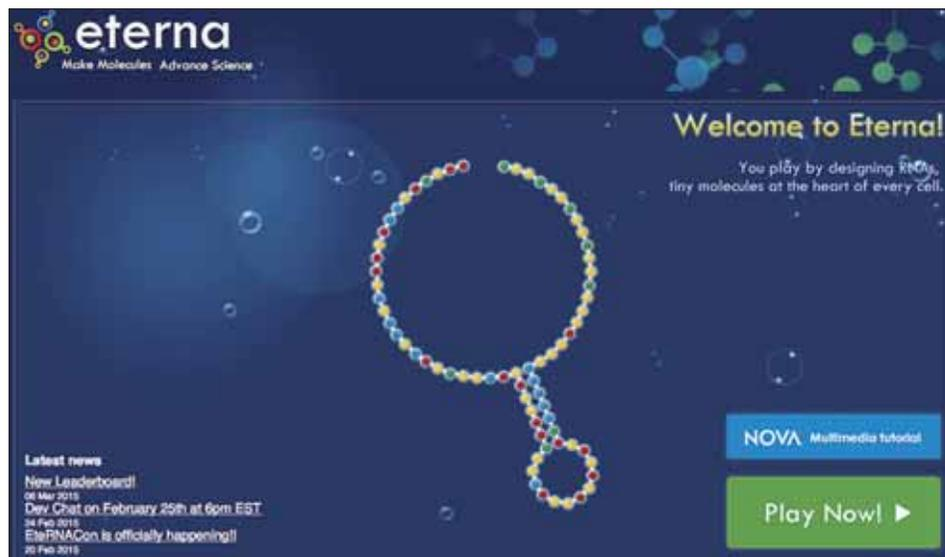 eterna
Make Molecules Advance Science
Welcome to Eterna!
You play by designing RNAs,
tiny molecules at the heart of every cell.
NOVA Multimedia tutorial
Play Now!
Latest news
New Leaderboard!
06 Mar 2015
Dev Chat on February 25th at 6pm EST
24 Feb 2015
EteRNACon is officially happening!!
20 Feb 2015